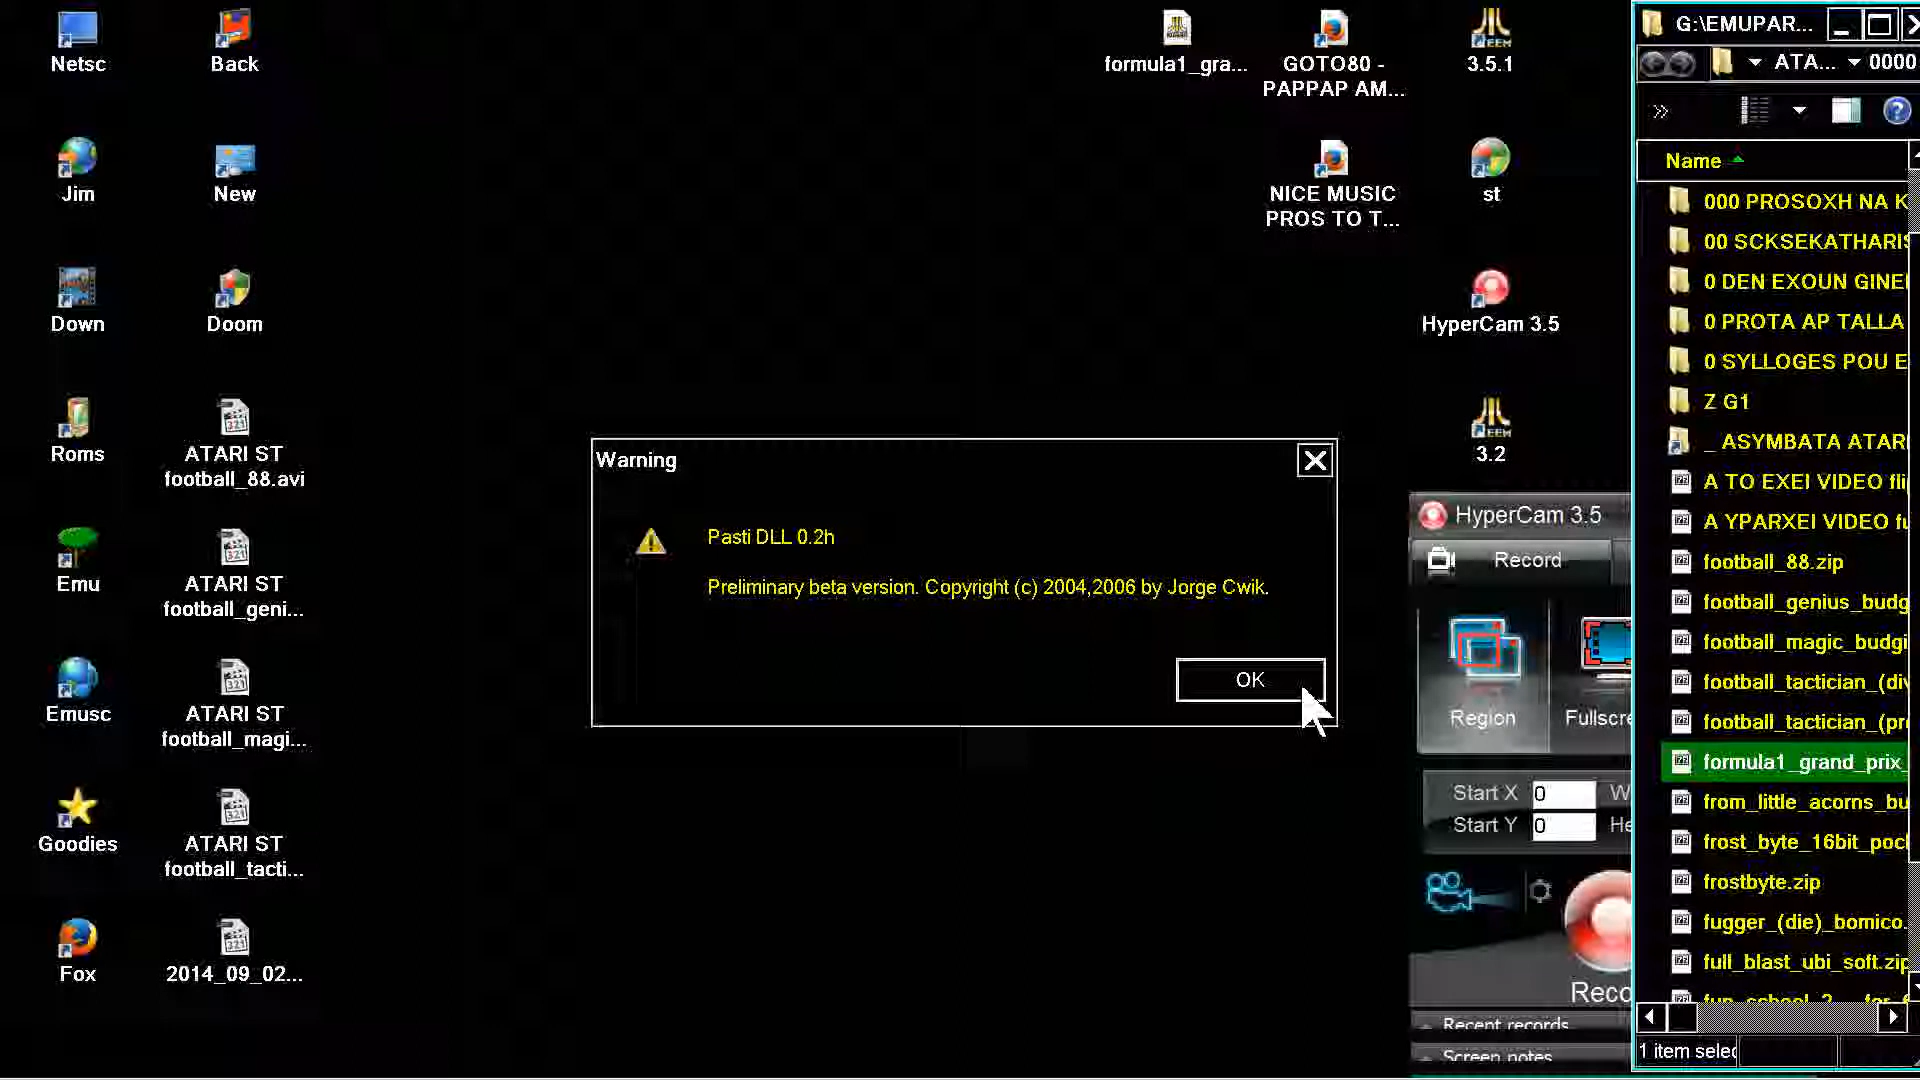 Netsc
Back
Jim
New
Down
Doom
Roms
ATARI ST
football_88.avi
Emu
ATARI ST
football_geni...
Emusc
ATARI ST
football_magi...
Goodies
ATARI ST
football_tacti...
Fox
2014_09_02...
formula1_gra...
GOTO80 -
PAPPAP AM...
3.5.1
NICE MUSIC
PROS TO T...
st
HyperCam 3.5
3.2
Warning
Pasti DLL 0.2h
Preliminary beta version. Copyright (c) 2004,2006 by Jorge Cwik.
OK
HyperCam 3.5
Record
Region
Fullscre
Start X 0 W
Start Y 0 He
Reco
Recent records
Screen notes
G:\EMUPAR...
ATA... 0000
Name
000 PROSOXH NA K
00 SCKSEKATHARIS
0 DEN EXOUN GINE
0 PROTA AP TALLA
0 SYLLOGES POU E
Z G1
_ ASYMBATA ATAR
A TO EXEI VIDEO fli
A YPARXEI VIDEO fu
football_88.zip
football_genius_budg
football_magic_budgi
football_tactician_(div
football_tactician_(pre
formula1_grand_prix_
from_little_acorns_bu
frost_byte_16bit_pock
frostbyte.zip
fugger_(die)_bomico.
full_blast_ubi_soft.zip
1 item selec